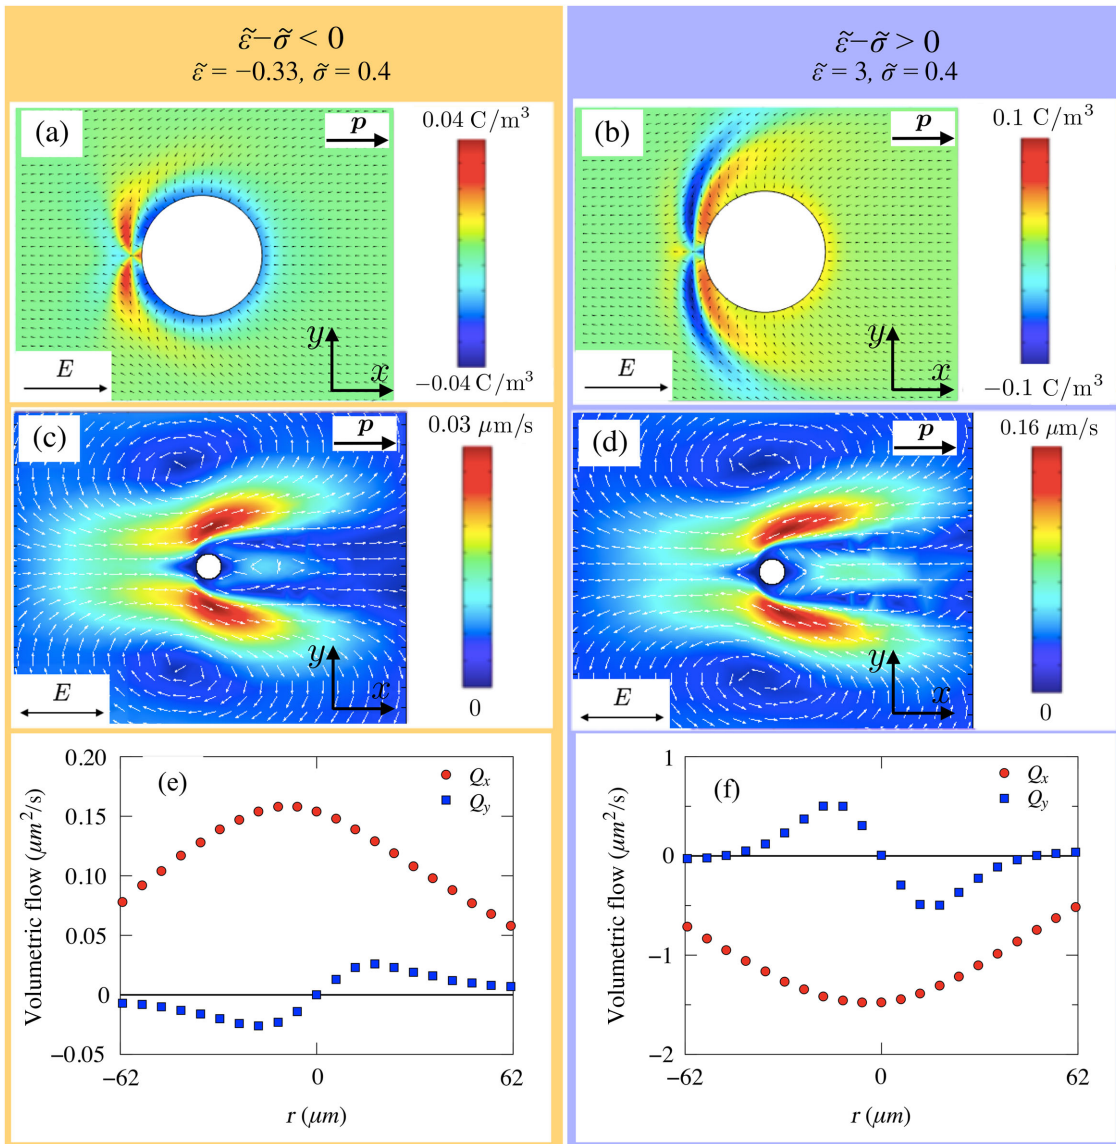 ε̃−σ̃ < 0
ε̃ = −0.33, σ̃ = 0.4
ε̃−σ̃ > 0
ε̃ = 3, σ̃ = 0.4
(a)
p
0.04 C/m³
y
x
E
−0.04 C/m³
(b)
p
0.1 C/m³
y
x
E
−0.1 C/m³
(c)
p
0.03 μm/s
y
x
E
0
(d)
p
0.16 μm/s
y
x
E
0
(e)
Qx
Qy
Volumetric flow (μm²/s)
0.20
0.15
0.10
0.05
0
−0.05
−62
0
62
r (μm)
(f)
Qx
Qy
Volumetric flow (μm²/s)
1
0
−1
−2
−62
0
62
r (μm)